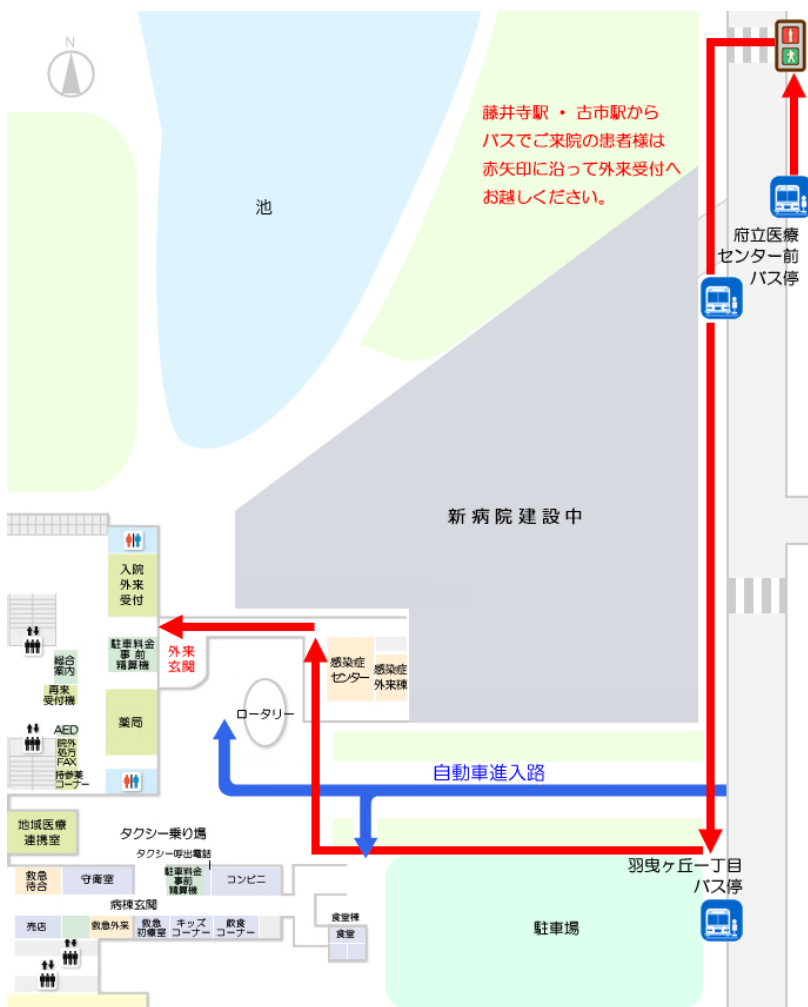 N
藤井寺駅・古市駅から
バスでご来院の患者様は
赤矢印に沿って外来受付へ
お越しください。
池
府立医療
センター前
バス停
新病院建設中
入院
外来
受付
駐車料金
事前
精算機
外来
玄関
総合
案内
再来
受付機
薬局
AED
院外
処方
FAX
持参薬
コーナー
感染症
センター
感染症
外来棟
ロータリー
自動車進入路
地域医療
連携室
タクシー乗り場
タクシー呼出電話
救急
待合
守衛室
駐車料金
事前
精算機
コンビニ
病棟玄関
売店
救急外来
救急
初療室
キッズ
コーナー
飲食
コーナー
食堂棟
食堂
羽曳ヶ丘一丁目
バス停
駐車場